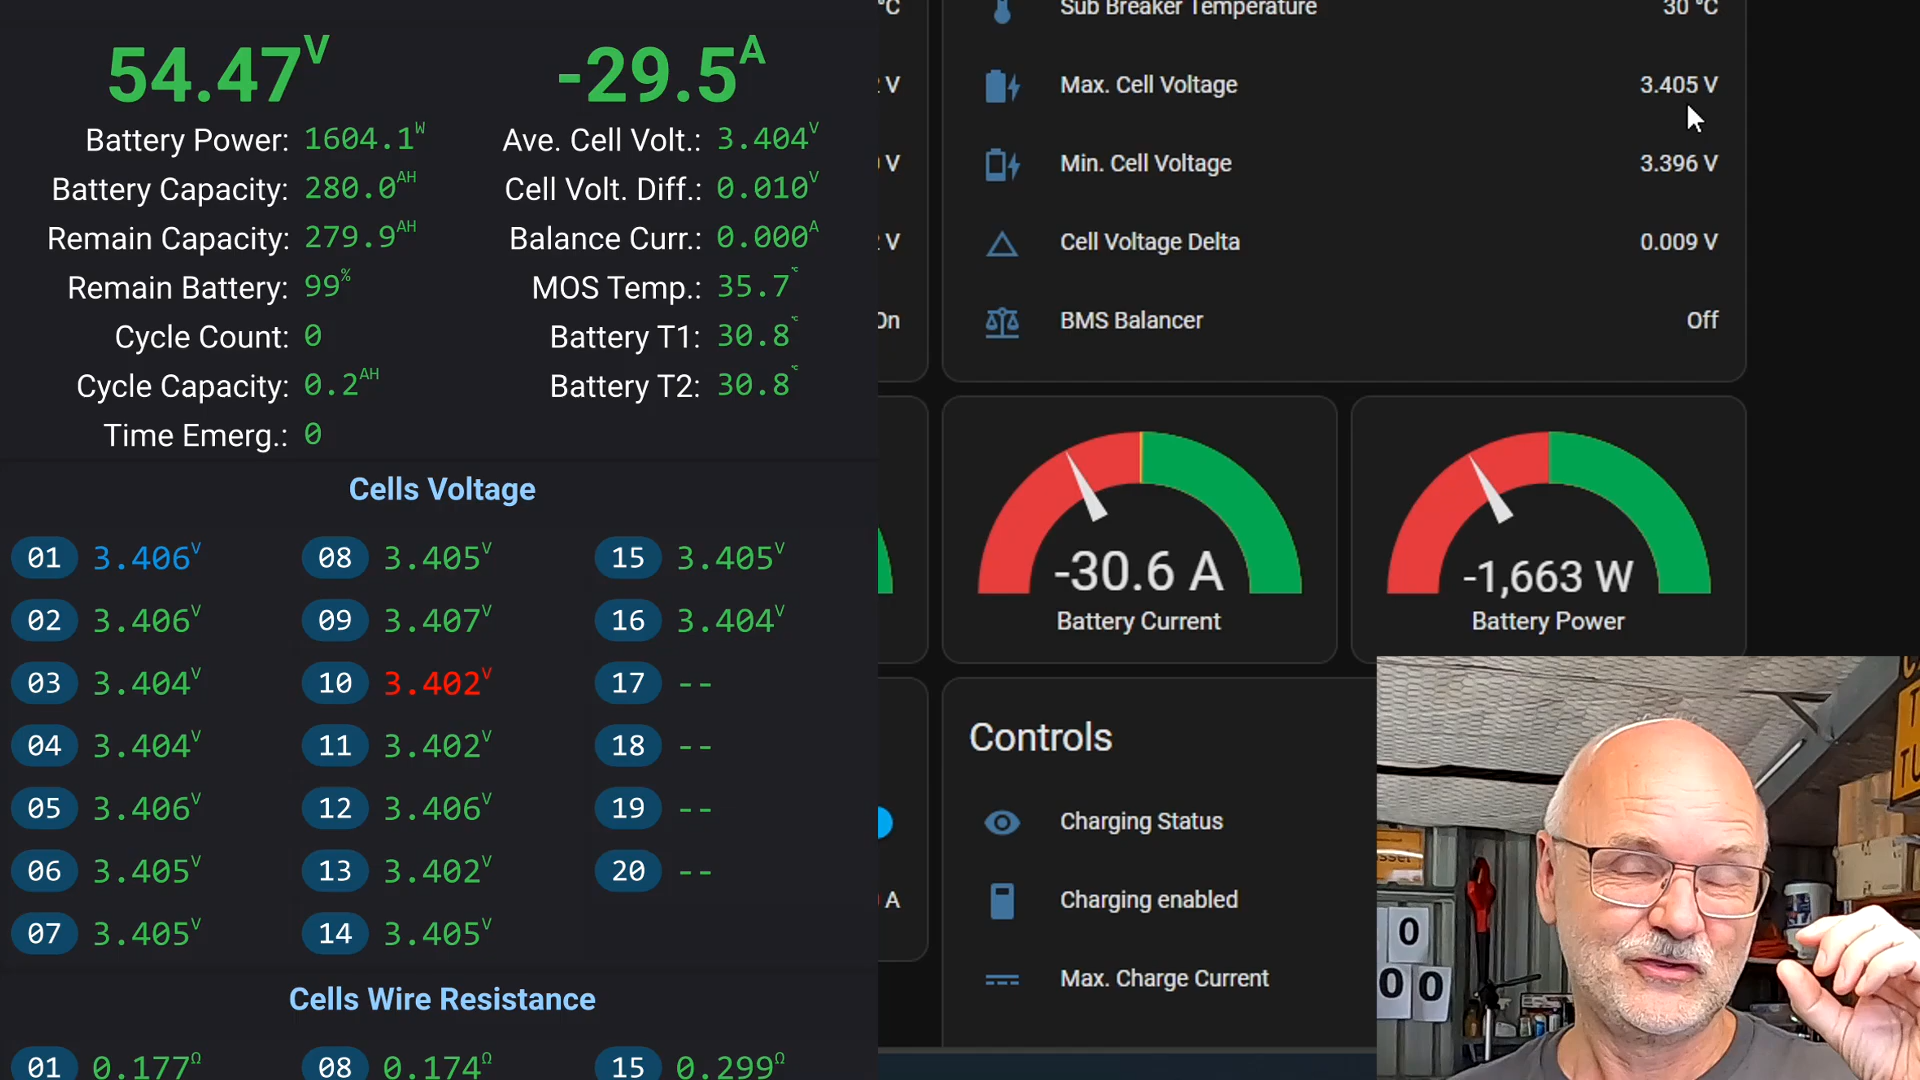 54.47V
-29.5A
Battery Power: 1604.1W
Ave. Cell Volt.: 3.404V
Battery Capacity: 280.0AH
Cell Volt. Diff.: 0.010V
Remain Capacity: 279.9AH
Balance Curr.: 0.000A
Remain Battery: 99%
MOS Temp.: 35.7℃
Cycle Count: 0
Battery T1: 30.8℃
Cycle Capacity: 0.2AH
Battery T2: 30.8℃
Time Emerg.: 0
Cells Voltage
01 3.406V 08 3.405V 15 3.405V
02 3.406V 09 3.407V 16 3.404V
03 3.404V 10 3.402V 17 --
04 3.404V 11 3.402V 18 --
05 3.406V 12 3.406V 19 --
06 3.405V 13 3.402V 20 --
07 3.405V 14 3.405V
Cells Wire Resistance
01 0.177Ω 08 0.174Ω 15 0.299Ω
°C
V
V
V
On
A
Sub Breaker Temperature 30 °C
Max. Cell Voltage 3.405 V
Min. Cell Voltage 3.396 V
Cell Voltage Delta 0.009 V
BMS Balancer Off
-30.6 A
Battery Current
-1,663 W
Battery Power
Controls
Charging Status
Charging enabled
Max. Charge Current
0
0 0